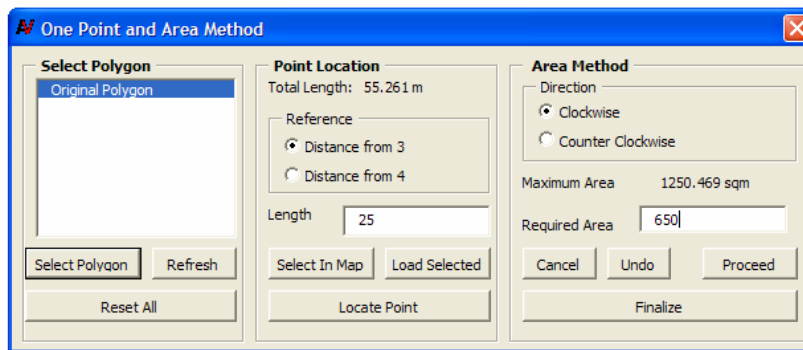 One Point and Area Method
Select Polygon
Original Polygon
Select Polygon
Refresh
Reset All
Point Location
Total Length: 55.261 m
Reference
Distance from 3
Distance from 4
Length 25
Select In Map
Load Selected
Locate Point
Area Method
Direction
Clockwise
Counter Clockwise
Maximum Area 1250.469 sqm
Required Area 650
Cancel
Undo
Proceed
Finalize